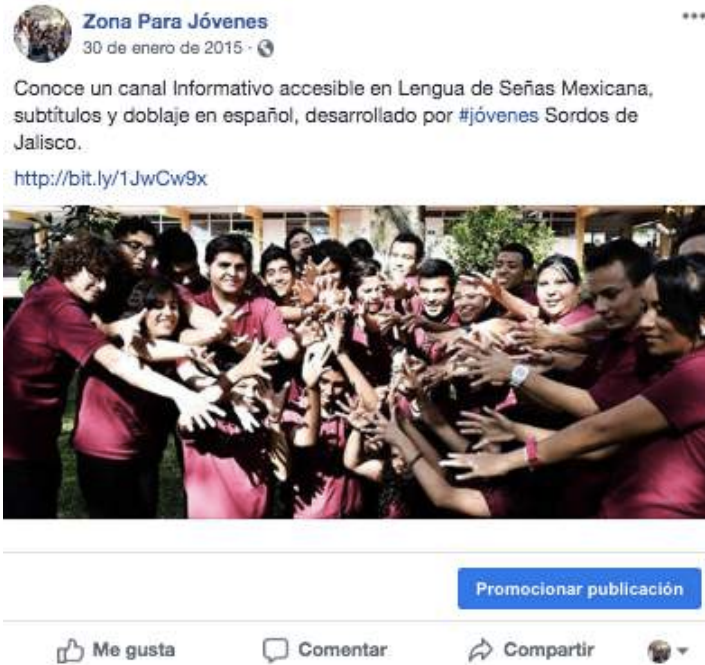 Zona Para Jóvenes
30 de enero de 2015 ·
Conoce un canal Informativo accesible en Lengua de Señas Mexicana,
subtítulos y doblaje en español, desarrollado por #jóvenes Sordos de
Jalisco.
http://bit.ly/1JwCw9x
Promocionar publicación
Me gusta
Comentar
Compartir